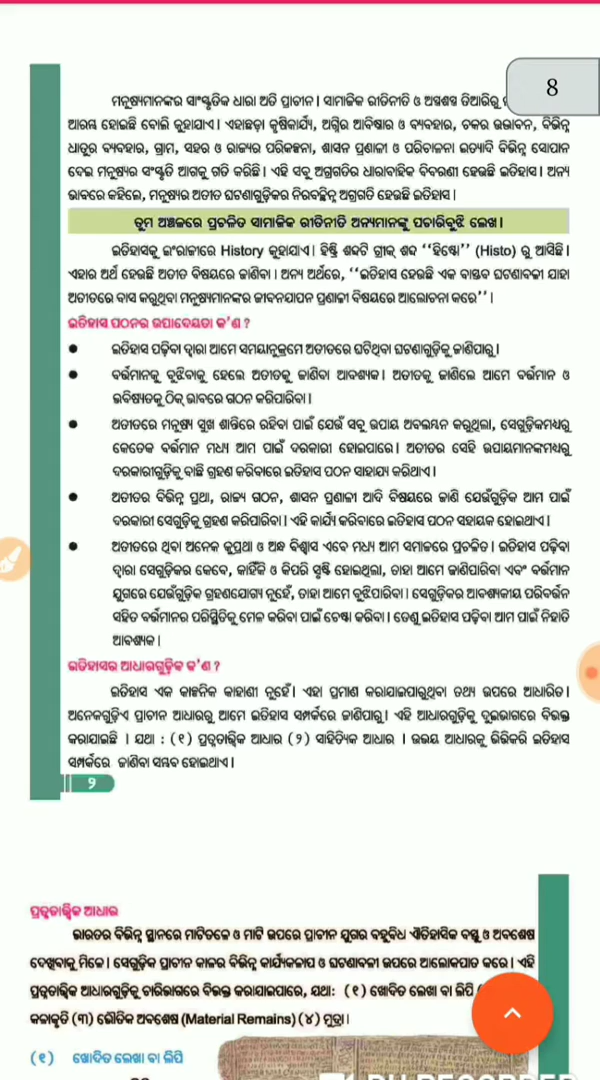 8
ମନୁଷ୍ୟମାନଙ୍କର ସାଂସ୍କୃତିକ ଧାରା ଅତି ପ୍ରାଚୀନ। ସାମାଜିକ ରୀତିନୀତି ଓ ଅସ୍ତ୍ରଶସ୍ତ୍ର ତିଆରିରୁ
ଆରମ୍ଭ ହୋଇଛି ବୋଲି କୁହାଯାଏ। ଏହାଛଡ଼ା କୃଷିକାର୍ଯ୍ୟ, ଅଗ୍ନିର ଆବିଷ୍କାର ଓ ବ୍ୟବହାର, ଚକର ଉଦ୍ଭାବନ, ବିଭିନ୍ନ
ଧାତୁର ବ୍ୟବହାର, ଗ୍ରାମ, ସହର ଓ ରାଜ୍ୟର ପରିକଳ୍ପନା, ଶାସନ ପ୍ରଣାଳୀ ଓ ପରିଚାଳନା ଇତ୍ୟାଦି ବିଭିନ୍ନ ସୋପାନ
ଦେଇ ମନୁଷ୍ୟର ସଂସ୍କୃତି ଆଗକୁ ଗତି କରିଛି। ଏହି ସବୁ ଅଗ୍ରଗତିର ଧାରାବାହିକ ବିବରଣୀ ହେଉଛି ଇତିହାସ। ଅନ୍ୟ
ଭାବରେ କହିଲେ, ମନୁଷ୍ୟର ଅତୀତ ଘଟଣାଗୁଡ଼ିକର ନିରବଚ୍ଛିନ୍ନ ଅଗ୍ରଗତି ହେଉଛି ଇତିହାସ।
ତୁମ ଅଞ୍ଚଳରେ ପ୍ରଚଳିତ ସାମାଜିକ ରୀତିନୀତି ଅନ୍ୟମାନଙ୍କୁ ପଚାରିବୁଝି ଲେଖ।
ଇତିହାସକୁ ଇଂରାଜୀରେ History କୁହାଯାଏ। ହିଷ୍ଟ୍ରି ଶବ୍ଦଟି ଗ୍ରୀକ୍ ଶବ୍ଦ ‘‘ହିଷ୍ଟୋ’’ (Histo) ରୁ ଆସିଛି।
ଏହାର ଅର୍ଥ ହେଉଛି ଅତୀତ ବିଷୟରେ ଜାଣିବା। ଅନ୍ୟ ଅର୍ଥରେ, ‘‘ଇତିହାସ ହେଉଛି ଏକ ବାସ୍ତବ ଘଟଣାବଳୀ ଯାହା
ଅତୀତରେ ବାସ କରୁଥିବା ମନୁଷ୍ୟମାନଙ୍କର ଜୀବନଯାପନ ପ୍ରଣାଳୀ ବିଷୟରେ ଆଲୋଚନା କରେ’’।
ଇତିହାସ ପଠନର ଉପାଦେୟତା କ’ଣ ?
● ଇତିହାସ ପଢ଼ିବା ଦ୍ୱାରା ଆମେ ସମୟାନୁକ୍ରମେ ଅତୀତରେ ଘଟିଥିବା ଘଟଣାଗୁଡ଼ିକୁ ଜାଣିପାରୁ।
● ବର୍ତ୍ତମାନକୁ ବୁଝିବାକୁ ହେଲେ ଅତୀତକୁ ଜାଣିବା ଆବଶ୍ୟକ। ଅତୀତକୁ ଜାଣିଲେ ଆମେ ବର୍ତ୍ତମାନ ଓ
ଭବିଷ୍ୟତକୁ ଠିକ୍ ଭାବରେ ଗଠନ କରିପାରିବା।
● ଅତୀତରେ ମନୁଷ୍ୟ ସୁଖ ଶାନ୍ତିରେ ରହିବା ପାଇଁ ଯେଉଁ ସବୁ ଉପାୟ ଅବଲମ୍ବନ କରୁଥିଲା, ସେଗୁଡ଼ିକମଧ୍ୟରୁ
କେତେକ ବର୍ତ୍ତମାନ ମଧ୍ୟ ଆମ ପାଇଁ ଦରକାରୀ ହୋଇପାରେ। ଅତୀତର ସେହି ଉପାୟମାନଙ୍କମଧ୍ୟରୁ
ଦରକାରୀଗୁଡ଼ିକୁ ବାଛି ଗ୍ରହଣ କରିବାରେ ଇତିହାସ ପଠନ ସାହାଯ୍ୟ କରିଥାଏ।
● ଅତୀତର ବିଭିନ୍ନ ପ୍ରଥା, ରାଜ୍ୟ ଗଠନ, ଶାସନ ପ୍ରଣାଳୀ ଆଦି ବିଷୟରେ ଜାଣି ଯେଉଁଗୁଡ଼ିକ ଆମ ପାଇଁ
ଦରକାରୀ ସେଗୁଡ଼ିକୁ ଗ୍ରହଣ କରିପାରିବା। ଏହି କାର୍ଯ୍ୟ କରିବାରେ ଇତିହାସ ପଠନ ସହାୟକ ହୋଇଥାଏ।
● ଅତୀତରେ ଥିବା ଅନେକ କୁପ୍ରଥା ଓ ଅନ୍ଧ ବିଶ୍ୱାସ ଏବେ ମଧ୍ୟ ଆମ ସମାଜରେ ପ୍ରଚଳିତ। ଇତିହାସ ପଢ଼ିବା
ଦ୍ୱାରା ସେଗୁଡ଼ିକର କେବେ, କାହିଁକି ଓ କିପରି ସୃଷ୍ଟି ହୋଇଥିଲା, ତାହା ଆମେ ଜାଣିପାରିବା ଏବଂ ବର୍ତ୍ତମାନ
ଯୁଗରେ ଯେଉଁଗୁଡ଼ିକ ଗ୍ରହଣଯୋଗ୍ୟ ନୁହେଁ, ତାହା ଆମେ ବୁଝିପାରିବା। ସେଗୁଡ଼ିକର ଆବଶ୍ୟକୀୟ ପରିବର୍ତ୍ତନ
ସହିତ ବର୍ତ୍ତମାନର ପରିସ୍ଥିତିକୁ ମେଳ କରିବା ପାଇଁ ଚେଷ୍ଟା କରିବା। ତେଣୁ ଇତିହାସ ପଢ଼ିବା ଆମ ପାଇଁ ନିହାତି
ଆବଶ୍ୟକ।
ଇତିହାସର ଆଧାରଗୁଡ଼ିକ କ’ଣ ?
ଇତିହାସ ଏକ କାଳ୍ପନିକ କାହାଣୀ ନୁହେଁ। ଏହା ପ୍ରମାଣ କରାଯାଇପାରୁଥିବା ତଥ୍ୟ ଉପରେ ଆଧାରିତ।
ଅନେକଗୁଡ଼ିଏ ପ୍ରାଚୀନ ଆଧାରରୁ ଆମେ ଇତିହାସ ସମ୍ପର୍କରେ ଜାଣିପାରୁ। ଏହି ଆଧାରଗୁଡ଼ିକୁ ଦୁଇଭାଗରେ ବିଭକ୍ତ
କରାଯାଇଛି । ଯଥା : (୧) ପ୍ରତ୍ନତାତ୍ତ୍ୱିକ ଆଧାର (୨) ସାହିତ୍ୟିକ ଆଧାର । ଉଭୟ ଆଧାରକୁ ଭିତ୍ତିକରି ଇତିହାସ
ସମ୍ପର୍କରେ ଜାଣିବା ସମ୍ଭବ ହୋଇଥାଏ।
୨
ପ୍ରତ୍ନତାତ୍ତ୍ୱିକ ଆଧାର
ଭାରତର ବିଭିନ୍ନ ସ୍ଥାନରେ ମାଟିତଳେ ଓ ମାଟି ଉପରେ ପ୍ରାଚୀନ ଯୁଗର ବହୁବିଧ ଐତିହାସିକ ବସ୍ତୁ ଓ ଅବଶେଷ
ଦେଖିବାକୁ ମିଳେ। ସେଗୁଡ଼ିକ ପ୍ରାଚୀନ କାଳର ବିଭିନ୍ନ କାର୍ଯ୍ୟକଳାପ ଓ ଘଟଣାବଳୀ ଉପରେ ଆଲୋକପାତ କରେ। ଏହି
ପ୍ରତ୍ନତାତ୍ତ୍ୱିକ ଆଧାରଗୁଡ଼ିକୁ ଚାରିଭାଗରେ ବିଭକ୍ତ କରାଯାଇପାରେ, ଯଥା: (୧) ଖୋଦିତ ଲେଖା ବା ଲିପି
କଳାକୃତି (୩) ଭୌତିକ ଅବଶେଷ (Material Remains) (୪) ମୁଦ୍ରା।
(୧) ଖୋଦିତ ଲେଖା ବା ଲିପି